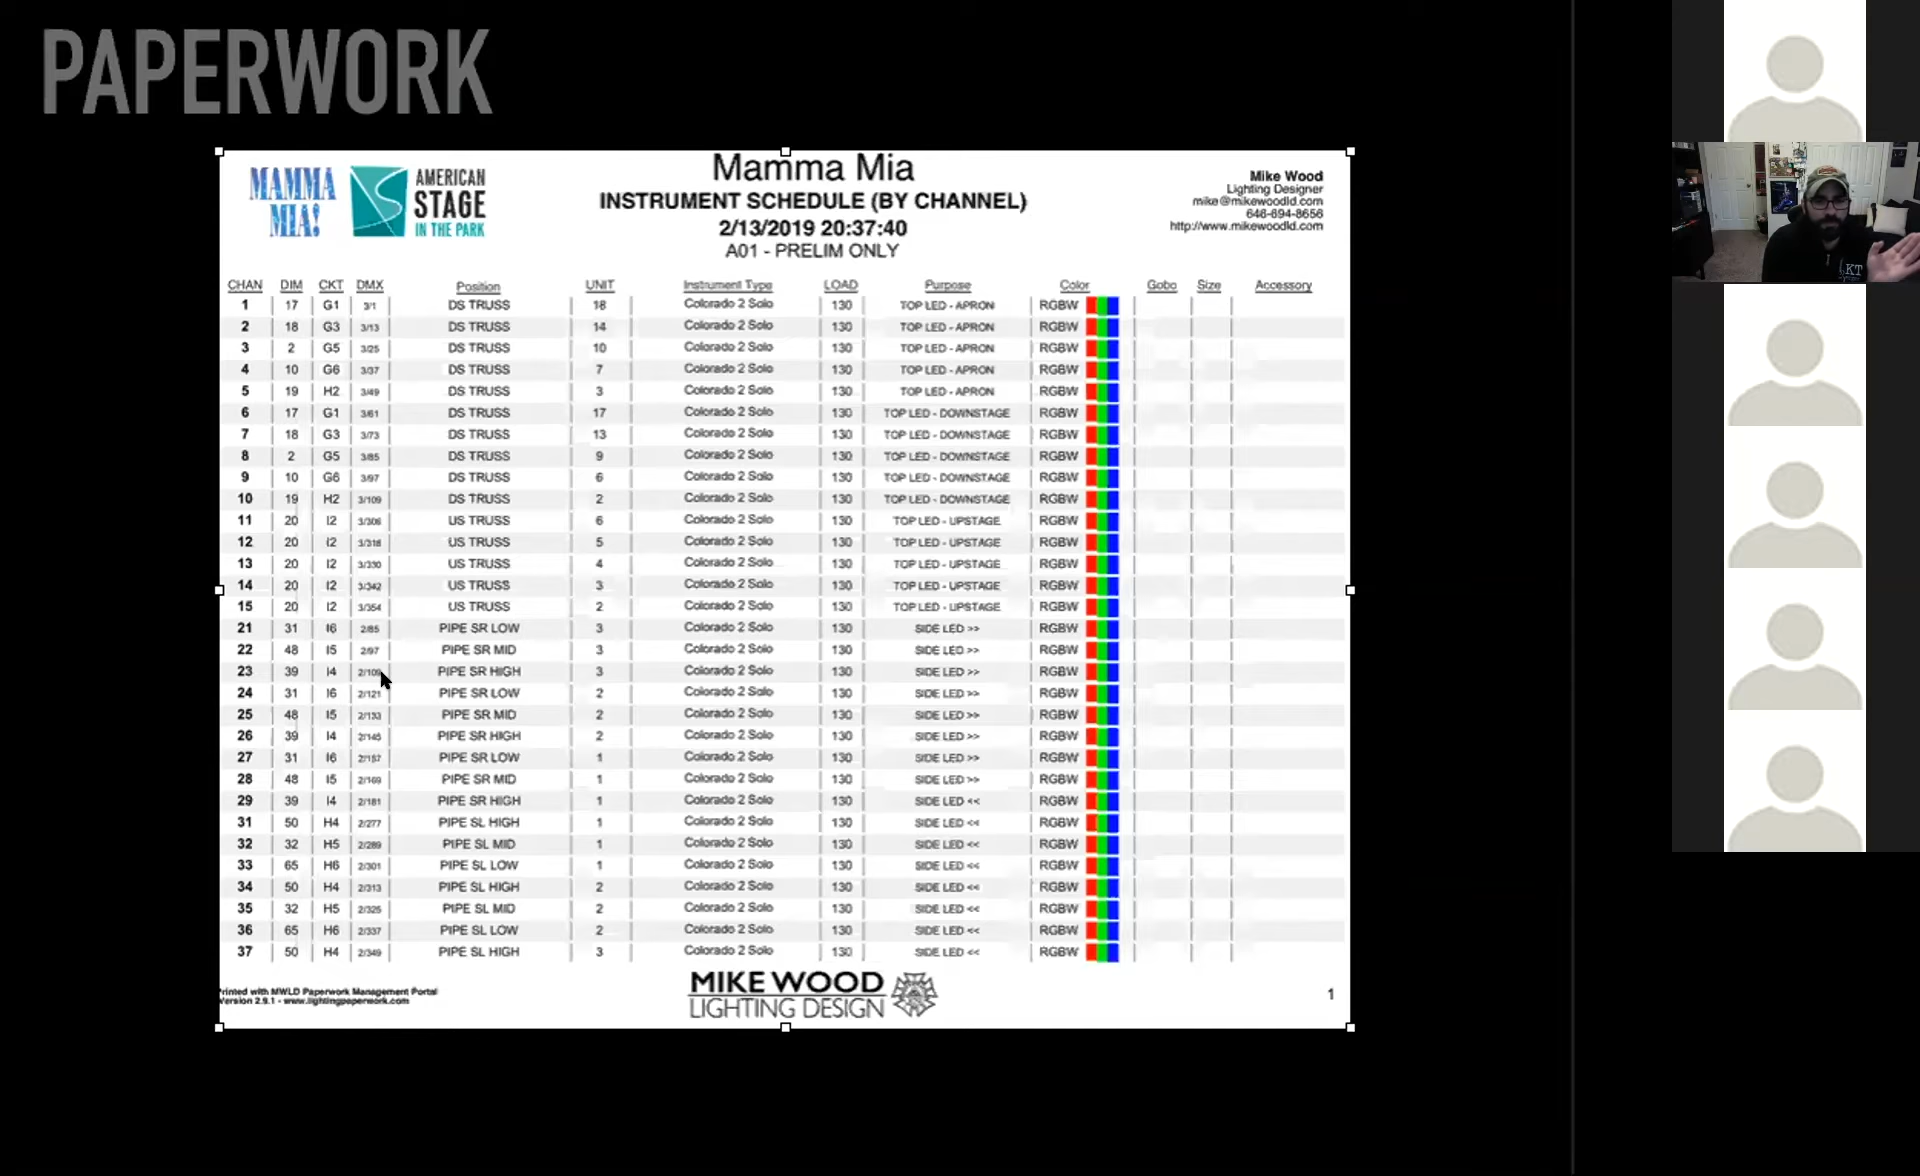 PAPERWORK
MAMMA MIA!
AMERICAN STAGE IN THE PARK
Mamma Mia
INSTRUMENT SCHEDULE (BY CHANNEL)
2/13/2019 20:37:40
A01 - PRELIM ONLY
Mike Wood
Lighting Designer
mike@mikewoodld.com
646-694-8656
http://www.mikewoodld.com
CHAN DIM CKT DMX Position UNIT Instrument Type LOAD Purpose Color Gobo Size Accessory
1 17 G1 3/1 DS TRUSS 18 Colorado 2 Solo 130 TOP LED - APRON RGBW
2 18 G3 3/13 DS TRUSS 14 Colorado 2 Solo 130 TOP LED - APRON RGBW
3 2 G5 3/25 DS TRUSS 10 Colorado 2 Solo 130 TOP LED - APRON RGBW
4 10 G6 3/37 DS TRUSS 7 Colorado 2 Solo 130 TOP LED - APRON RGBW
5 19 H2 3/49 DS TRUSS 3 Colorado 2 Solo 130 TOP LED - APRON RGBW
6 17 G1 3/61 DS TRUSS 17 Colorado 2 Solo 130 TOP LED - DOWNSTAGE RGBW
7 18 G3 3/73 DS TRUSS 13 Colorado 2 Solo 130 TOP LED - DOWNSTAGE RGBW
8 2 G5 3/85 DS TRUSS 9 Colorado 2 Solo 130 TOP LED - DOWNSTAGE RGBW
9 10 G6 3/97 DS TRUSS 6 Colorado 2 Solo 130 TOP LED - DOWNSTAGE RGBW
10 19 H2 3/109 DS TRUSS 2 Colorado 2 Solo 130 TOP LED - DOWNSTAGE RGBW
11 20 I2 3/306 US TRUSS 6 Colorado 2 Solo 130 TOP LED - UPSTAGE RGBW
12 20 I2 3/318 US TRUSS 5 Colorado 2 Solo 130 TOP LED - UPSTAGE RGBW
13 20 I2 3/330 US TRUSS 4 Colorado 2 Solo 130 TOP LED - UPSTAGE RGBW
14 20 I2 3/342 US TRUSS 3 Colorado 2 Solo 130 TOP LED - UPSTAGE RGBW
15 20 I2 3/354 US TRUSS 2 Colorado 2 Solo 130 TOP LED - UPSTAGE RGBW
21 31 I6 2/85 PIPE SR LOW 3 Colorado 2 Solo 130 SIDE LED >> RGBW
22 48 I5 2/97 PIPE SR MID 3 Colorado 2 Solo 130 SIDE LED >> RGBW
23 39 I4 2/109 PIPE SR HIGH 3 Colorado 2 Solo 130 SIDE LED >> RGBW
24 31 I6 2/121 PIPE SR LOW 2 Colorado 2 Solo 130 SIDE LED >> RGBW
25 48 I5 2/133 PIPE SR MID 2 Colorado 2 Solo 130 SIDE LED >> RGBW
26 39 I4 2/145 PIPE SR HIGH 2 Colorado 2 Solo 130 SIDE LED >> RGBW
27 31 I6 2/157 PIPE SR LOW 1 Colorado 2 Solo 130 SIDE LED >> RGBW
28 48 I5 2/169 PIPE SR MID 1 Colorado 2 Solo 130 SIDE LED >> RGBW
29 39 I4 2/181 PIPE SR HIGH 1 Colorado 2 Solo 130 SIDE LED << RGBW
31 50 H4 2/277 PIPE SL HIGH 1 Colorado 2 Solo 130 SIDE LED << RGBW
32 32 H5 2/289 PIPE SL MID 1 Colorado 2 Solo 130 SIDE LED << RGBW
33 65 H6 2/301 PIPE SL LOW 1 Colorado 2 Solo 130 SIDE LED << RGBW
34 50 H4 2/313 PIPE SL HIGH 2 Colorado 2 Solo 130 SIDE LED << RGBW
35 32 H5 2/325 PIPE SL MID 2 Colorado 2 Solo 130 SIDE LED << RGBW
36 65 H6 2/337 PIPE SL LOW 2 Colorado 2 Solo 130 SIDE LED << RGBW
37 50 H4 2/349 PIPE SL HIGH 3 Colorado 2 Solo 130 SIDE LED << RGBW
rinted with MWLD Paperwork Management Portal
Version 2.9.1 - www.lightingpaperwork.com
MIKE WOOD
LIGHTING DESIGN
1